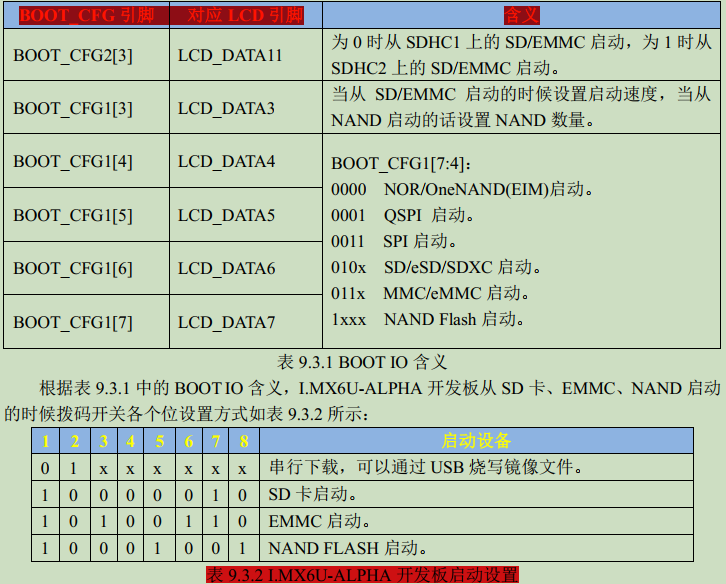 BOOT_CFG 引脚 对应 LCD 引脚 含义
BOOT_CFG2[3] LCD_DATA11 为 0 时从 SDHC1 上的 SD/EMMC 启动，为 1 时从
SDHC2 上的 SD/EMMC 启动。
BOOT_CFG1[3] LCD_DATA3 当从 SD/EMMC 启动的时候设置启动速度，当从
NAND 启动的话设置 NAND 数量。
BOOT_CFG1[4] LCD_DATA4
BOOT_CFG1[5] LCD_DATA5
BOOT_CFG1[6] LCD_DATA6
BOOT_CFG1[7] LCD_DATA7
BOOT_CFG1[7:4]：
0000 NOR/OneNAND(EIM)启动。
0001 QSPI 启动。
0011 SPI 启动。
010x SD/eSD/SDXC 启动。
011x MMC/eMMC 启动。
1xxx NAND Flash 启动。
表 9.3.1 BOOT IO 含义
根据表 9.3.1 中的 BOOT IO 含义，I.MX6U-ALPHA 开发板从 SD 卡、EMMC、NAND 启动
的时候拨码开关各个位设置方式如表 9.3.2 所示：
1 2 3 4 5 6 7 8 启动设备
0 1 x x x x x x 串行下载，可以通过 USB 烧写镜像文件。
1 0 0 0 0 0 1 0 SD 卡启动。
1 0 1 0 0 1 1 0 EMMC 启动。
1 0 0 0 1 0 0 1 NAND FLASH 启动。
表 9.3.2 I.MX6U-ALPHA 开发板启动设置